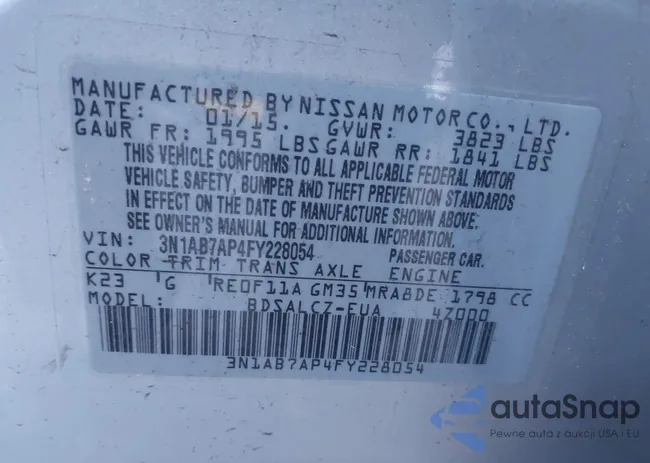 MANUFACTURED BY NISSAN MOTOR CO., LTD.
DATE: 01/15. GVWR: 3823 LBS
GAWR FR: 1995 LBS GAWR RR: 1841 LBS
THIS VEHICLE CONFORMS TO ALL APPLICABLE FEDERAL MOTOR
VEHICLE SAFETY, BUMPER AND THEFT PREVENTION STANDARDS
IN EFFECT ON THE DATE OF MANUFACTURE SHOWN ABOVE.
SEE OWNER'S MANUAL FOR ADDITIONAL INFORMATION.
VIN: 3N1AB7AP4FY228054 PASSENGER CAR.
COLOR TRIM TRANS AXLE ENGINE
K23 G RE0F11A GM35 MRA8DE 1798 CC
MODEL: BDSALCZ-EUA 47000
3N1AB7AP4FY228054
autaSnap
Pewne auta z aukcji USA i EU